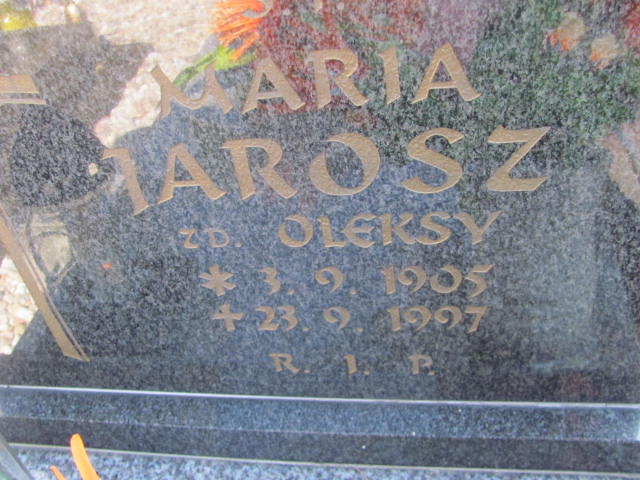 MARIA
JAROSZ
ZD. OLEKSY
* 3. 9. 1905
+ 23. 9. 1997
R. I. P.